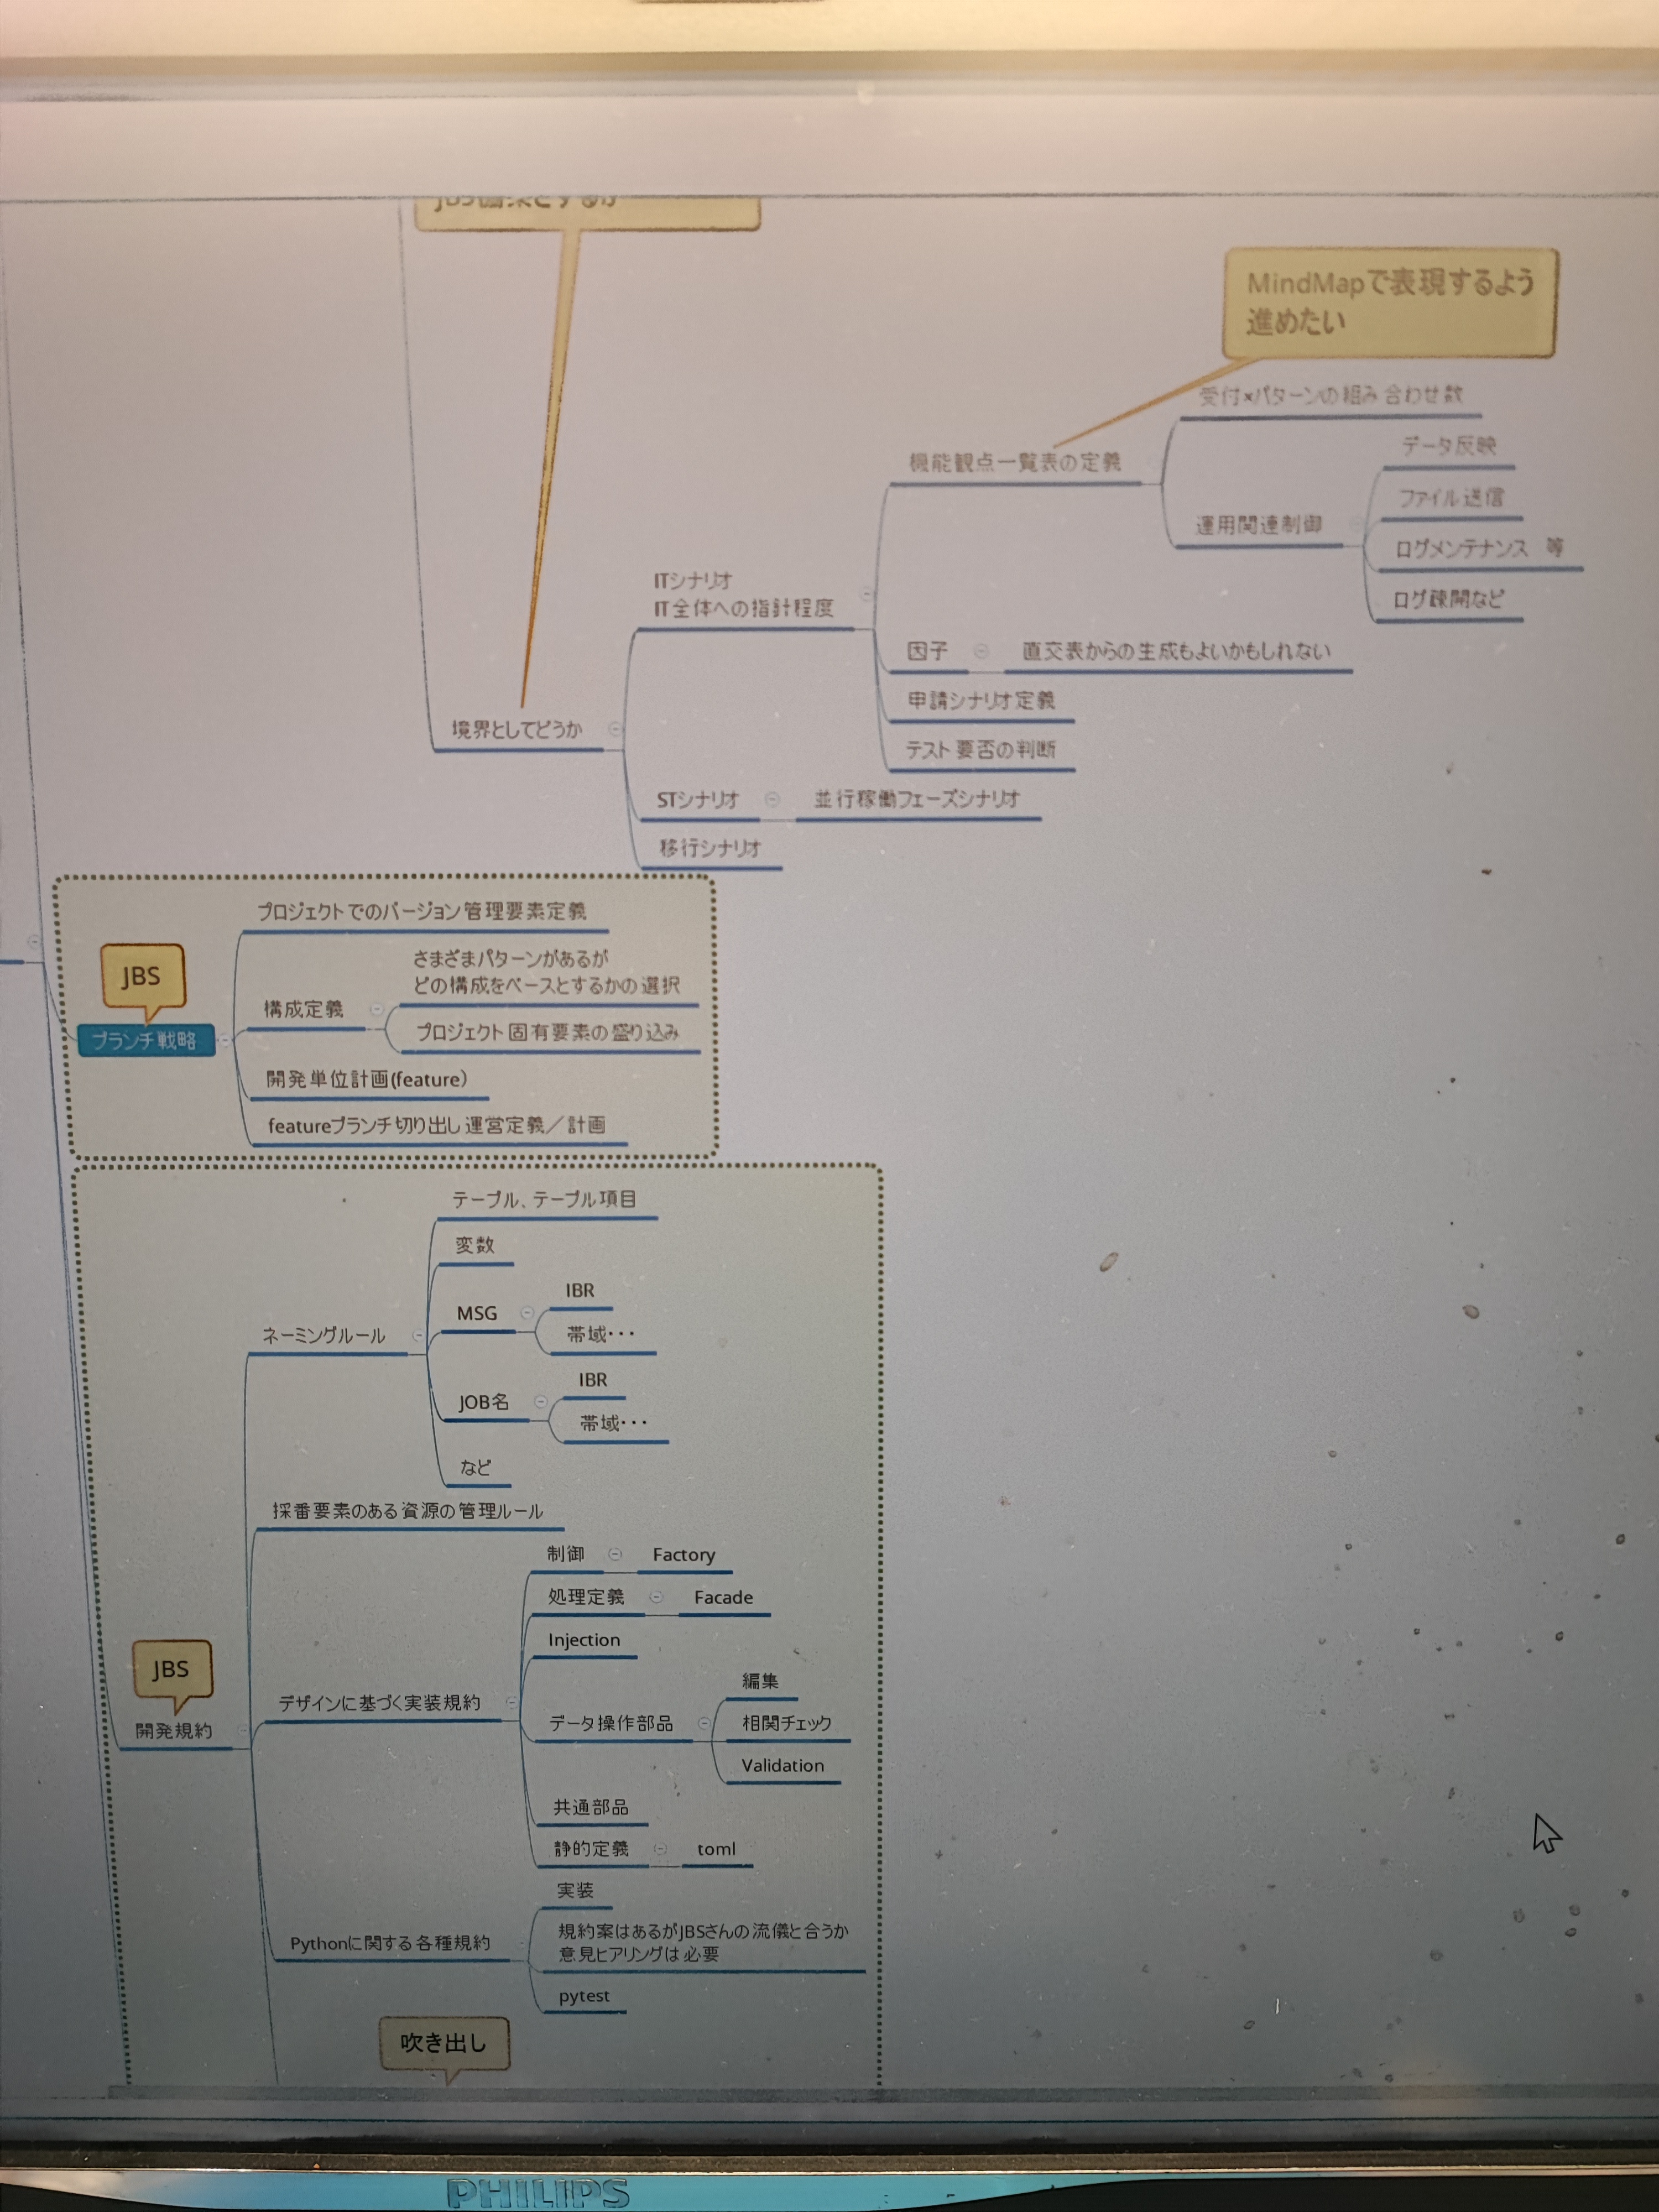 JBS
MindMapで表現するよう
進めたい
受付×パターンの組み合わせ数
データ反映
機能観点一覧表の定義
ファイル送信
運用関連制御
ログメンテナンス 等
ITシナリオ
IT全体への指針程度
ログ疎開など
因子
直交表からの生成もよいかもしれない
申請シナリオ定義
境界としてどうか
テスト要否の判断
STシナリオ
並行稼働フェーズシナリオ
移行シナリオ
プロジェクトでのバージョン管理要素定義
さまざまパターンがあるが
どの構成をベースとするかの選択
JBS
構成定義
プロジェクト固有要素の盛り込み
ブランチ戦略
開発単位計画(feature)
featureブランチ切り出し運営定義／計画
テーブル、テーブル項目
変数
IBR
MSG
帯域・・・
ネーミングルール
IBR
JOB名
帯域・・・
など
採番要素のある資源の管理ルール
制御
Factory
処理定義
Facade
Injection
JBS
編集
デザインに基づく実装規約
データ操作部品
相関チェック
開発規約
Validation
共通部品
静的定義
toml
実装
規約案はあるがJBSさんの流儀と合うか
意見ヒアリングは必要
Pythonに関する各種規約
pytest
吹き出し
PHILIPS